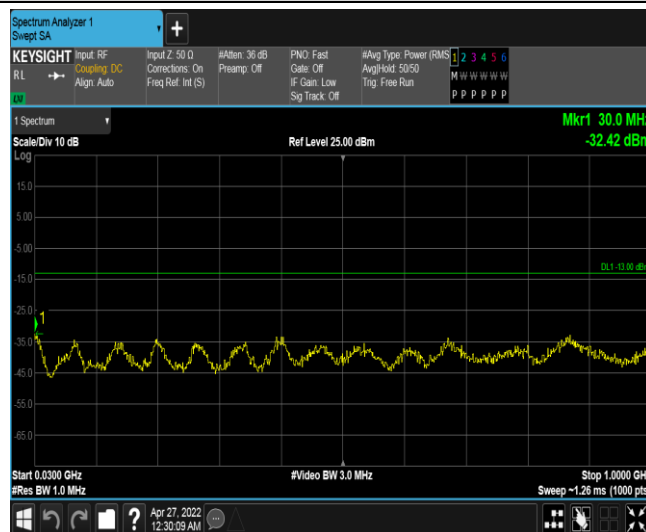 Spectrum Analyzer 1
Swept SA
KEYSIGHT Input: RF Input Z: 50 Ω #Atten: 36 dB PNO: Fast #Avg Type: Power (RMS 1 2 3 4 5 6
RL Coupling: DC Corrections: On Preamp: Off Gate: Off Avg|Hold: 50/50 M W W W W W
Align: Auto Freq Ref: Int (S) IF Gain: Low Trig: Free Run
Sig Track: Off P P P P P P
1 Spectrum
Mkr1 30.0 MHz
Scale/Div 10 dB Ref Level 25.00 dBm -32.42 dBm
Log
15.0
5.00
-5.00
DL1 -13.00 dBm
-15.0
-25.0
1
-35.0
-45.0
-55.0
-65.0
Start 0.0300 GHz #Video BW 3.0 MHz Stop 1.0000 GH
#Res BW 1.0 MHz Sweep ~1.26 ms (1000 pts
? Apr 27, 2022
12:30:09 AM